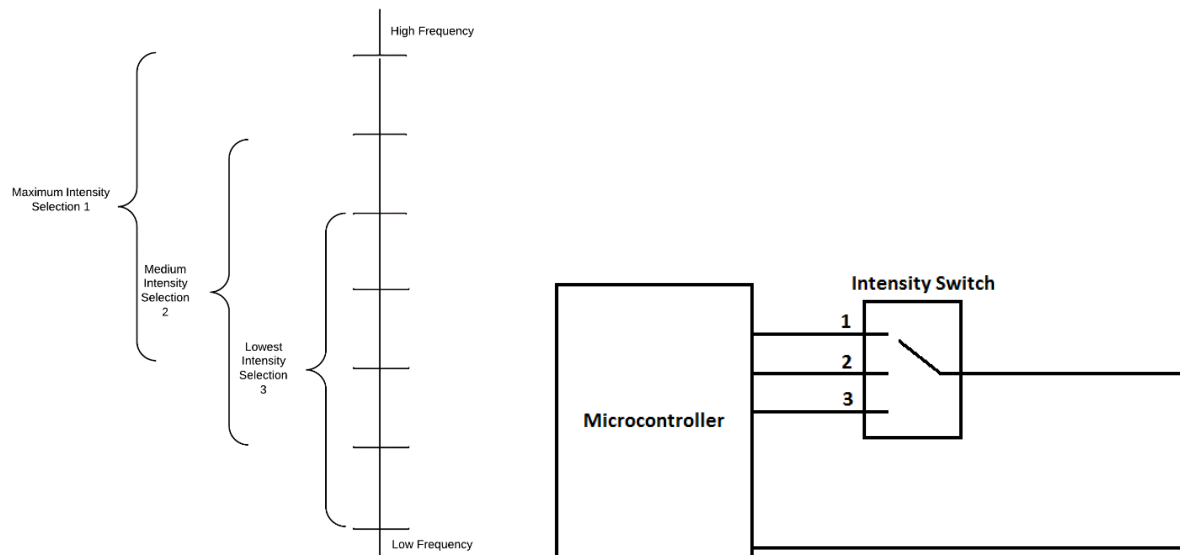 High Frequency
Maximum Intensity
Selection 1
Medium
Intensity
Selection
2
Lowest
Intensity
Selection
3
Low Frequency
Intensity Switch
1
2
3
Microcontroller